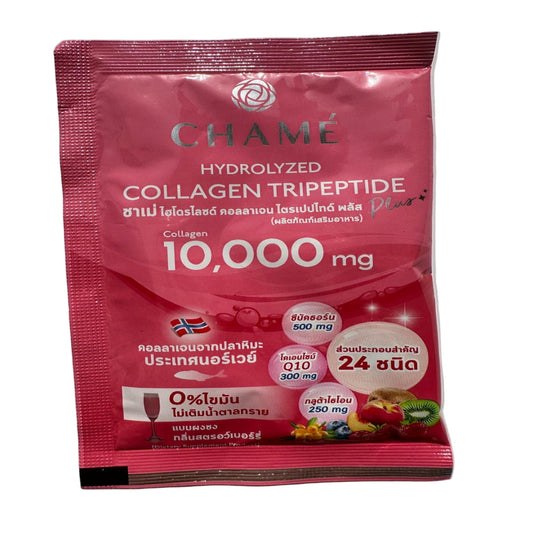 CHAMÉ
HYDROLYZED
COLLAGEN TRIPEPTIDE
ชาเม่ ไฮโดรไลซด์ คอลลาเจน ไตรเปปไทด์ พลัส Plus
(ผลิตภัณฑ์เสริมอาหาร)
Collagen
10,000 mg
ซีบัคธอร์น
500 mg
คอลลาเจนจากปลาหิมะ
ประเทศนอร์เวย์
โคเอนไซม์
Q10
300 mg
ส่วนประกอบสำคัญ
24 ชนิด
กลูต้าไธโอน
250 mg
0%ไขมัน
ไม่เติมน้ำตาลทราย
แบบผงชง
กลิ่นสตรอว์เบอร์รี่